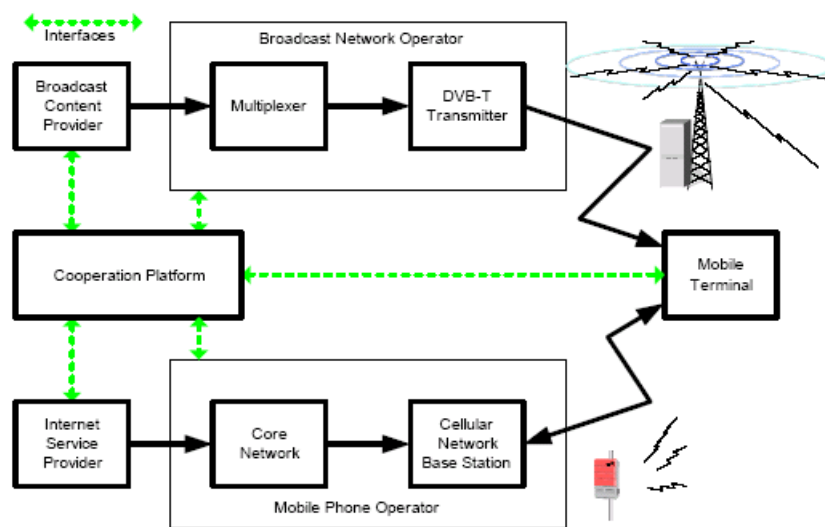 Interfaces
Broadcast Network Operator
Broadcast
Content
Provider
Multiplexer
DVB-T
Transmitter
Cooperation Platform
Mobile
Terminal
Internet
Service
Provider
Core
Network
Cellular
Network
Base Station
Mobile Phone Operator